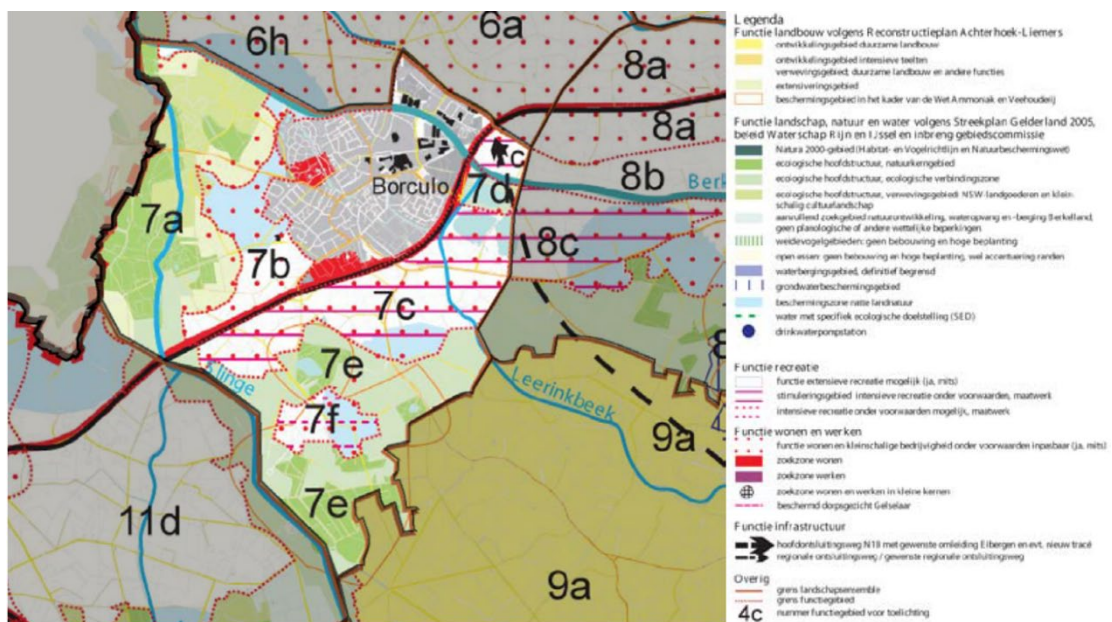 6h
6a
8a
8a
Borculo
c
7d
8b
Berk
7a
8c
7b
7c
7e
Slinge
Leerinkbeek
7f
8
9a
7e
11d
9a
Legenda
Functie landbouw volgens Reconstructieplan Achterhoek-Liemers
ontwikkelingsgebied duurzame landbouw
ontwikkelingsgebied intensieve teelten
verwevingsgebied; duurzame landbouw en andere functies
extensiveringsgebied
beschermingsgebied in het kader van de Wet Ammoniak en Veehouderij
Functie landschap, natuur en water volgens Streekplan Gelderland 2005,
beleid Waterschap Rijn en IJssel en inbreng gebiedscommissie
Natura 2000-gebied (Habitat- en Vogelrichtlijn en Natuurbeschermingswet)
ecologische hoofdstructuur, natuurkerngebied
ecologische hoofdstructuur, ecologische verbindingszone
ecologische hoofdstructuur, verwevingsgebied: NSW-landgoederen en klein-
schalig cultuurlandschap
aanvullend zoekgebied natuurontwikkeling, wateropvang en -berging (Berkelland),
geen planologische of andere wettelijke beperkingen
weidevogelgebieden: geen bebouwing en hoge beplanting
open essen: geen bebouwing en hoge beplanting, wel accentuering randen
waterbergingsgebied, definitief begrensd
grondwaterbeschermingsgebied
beschermingszone natte landnatuur
water met specifiek ecologische doelstelling (SED)
drinkwaterpompstation
Functie recreatie
functie extensieve recreatie mogelijk (ja, mits)
stimuleringsgebied intensieve recreatie onder voorwaarden, maatwerk
intensieve recreatie onder voorwaarden mogelijk, maatwerk
Functie wonen en werken
functie wonen en kleinschalige bedrijvigheid onder voorwaarden inpasbaar (ja, mits)
zoekzone wonen
zoekzone werken
zoekzone wonen en werken in kleine kernen
beschermd dorpsgezicht Gelselaar
Functie infrastructuur
hoofdontsluitingsweg N18 met gewenste omleiding Eibergen en evt. nieuw tracé
regionale ontsluitingsweg / gewenste regionale ontsluitingsweg
Overig
grens landschapsensemble
grens functiegebied
4c nummer functiegebied voor toelichting